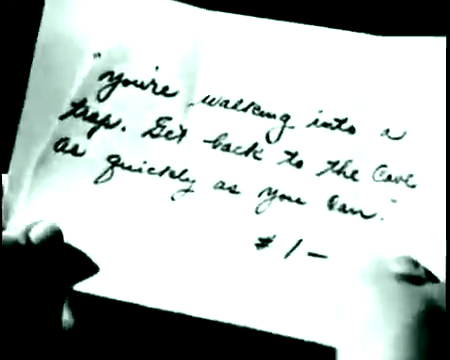 "You're walking into a
trap. Get back to the Cave
as quickly as you can."
# 1 –